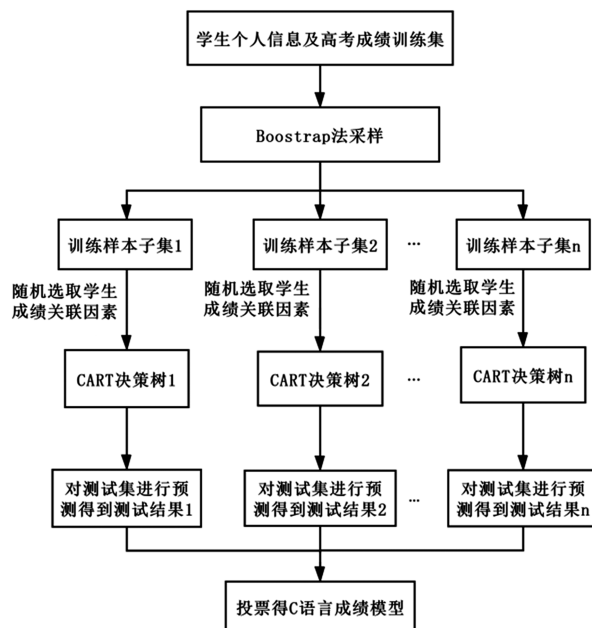 学生个人信息及高考成绩训练集
Boostrap法采样
训练样本子集1
训练样本子集2
...
训练样本子集n
随机选取学生
成绩关联因素
随机选取学生
成绩关联因素
随机选取学生
成绩关联因素
CART决策树1
CART决策树2
...
CART决策树n
对测试集进行预
测得到测试结果1
对测试集进行预
测得到测试结果2
...
对测试集进行预
测得到测试结果n
投票得C语言成绩模型